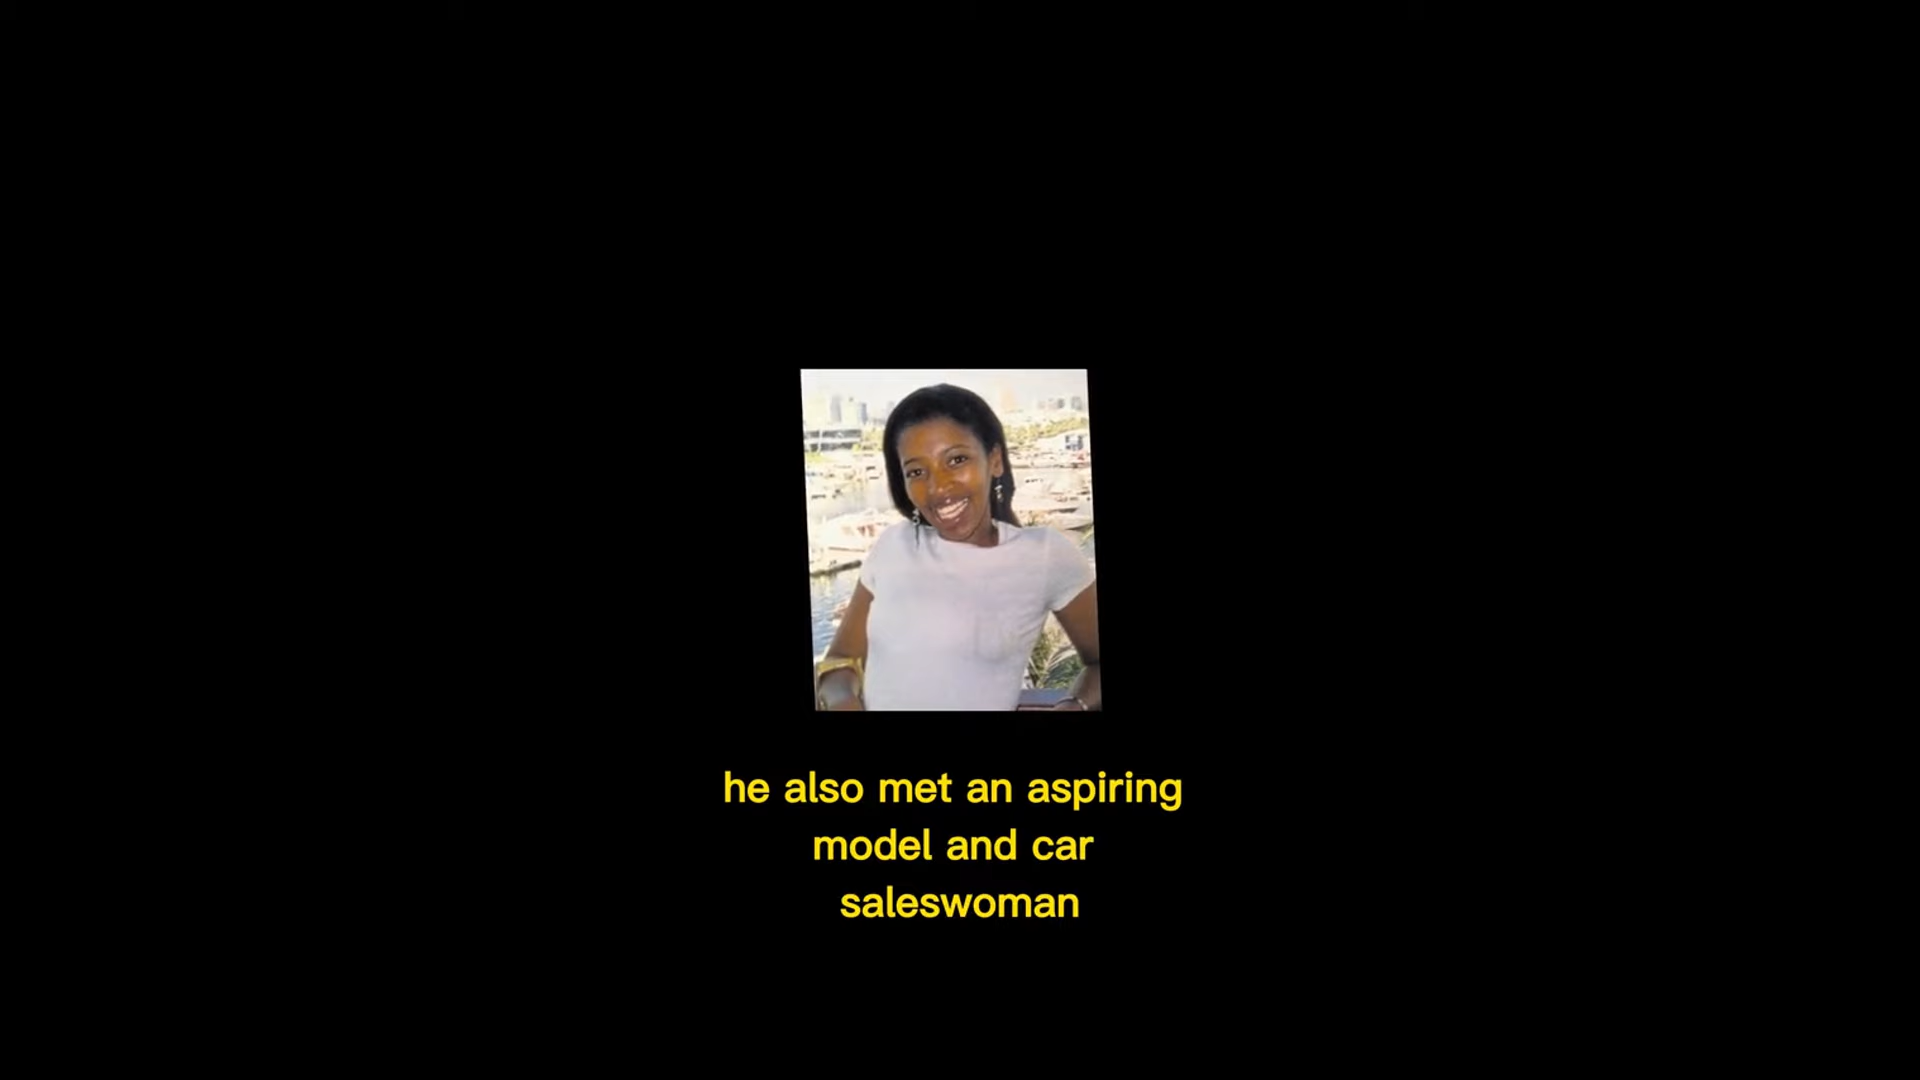 he also met an aspiring
model and car
saleswoman